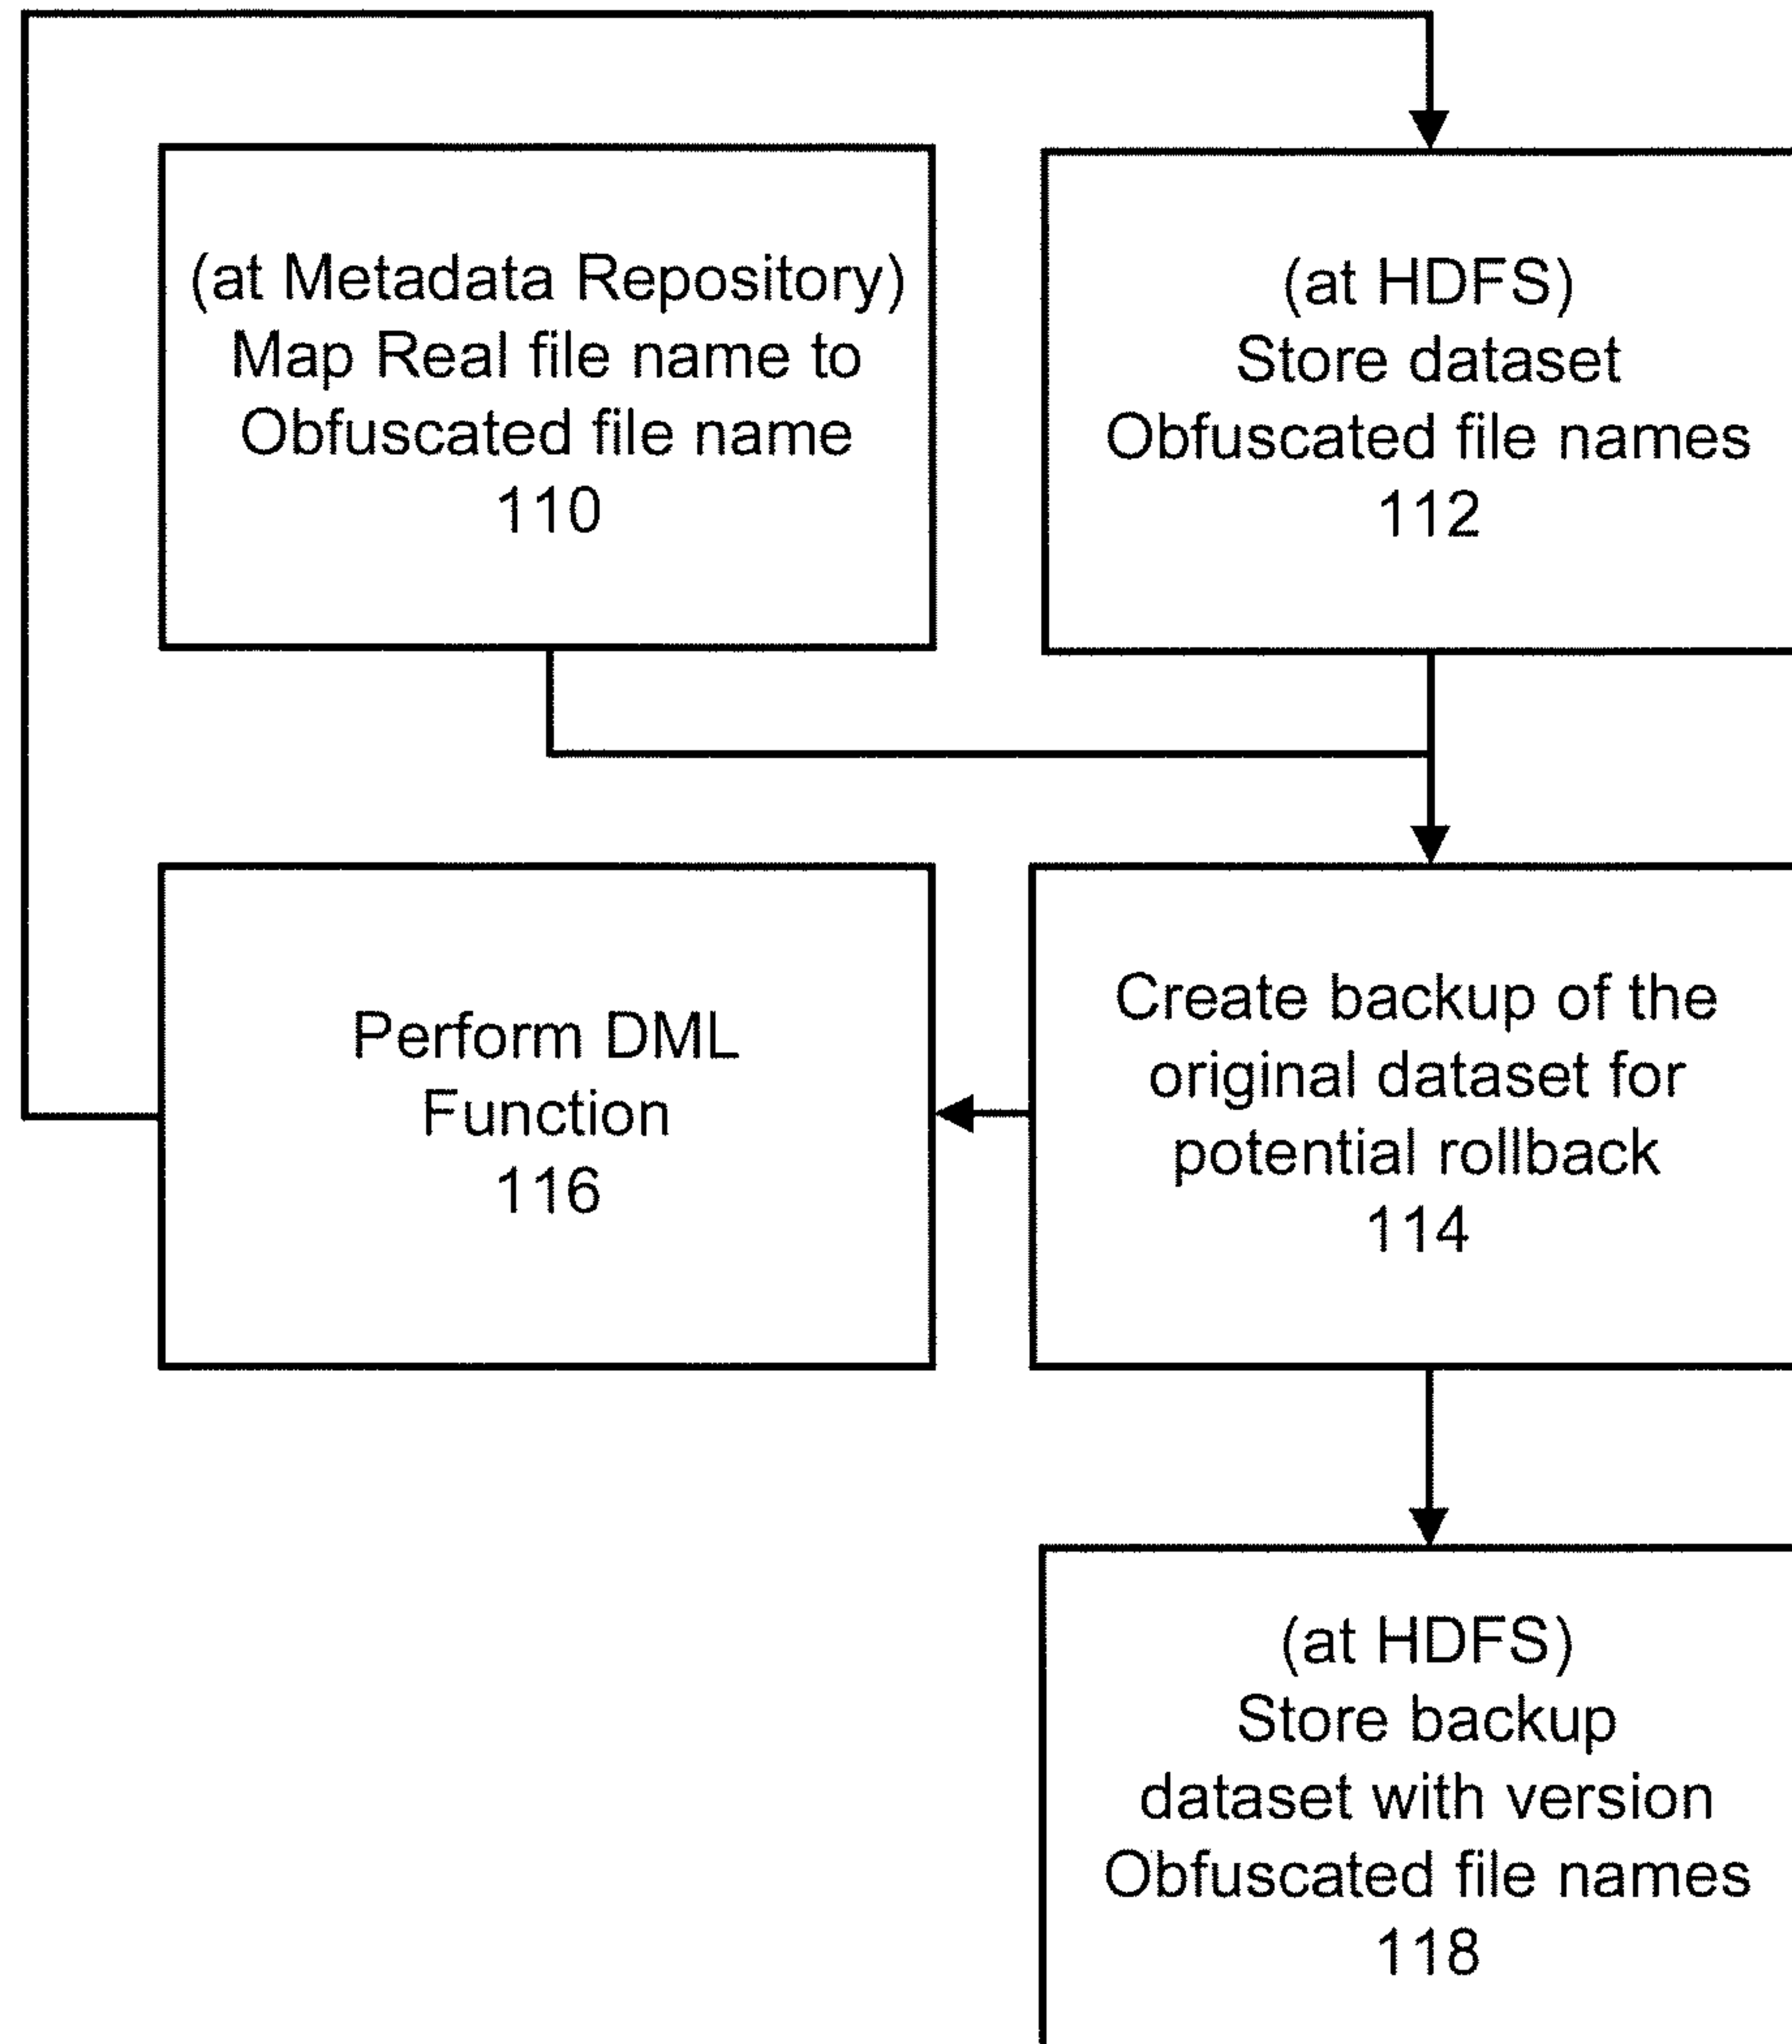 (at Metadata Repository)
Map Real file name to
Obfuscated file name
110
(at HDFS)
Store dataset
Obfuscated file names
112
Perform DML
Function
116
Create backup of the
original dataset for
potential rollback
114
(at HDFS)
Store backup
dataset with version
Obfuscated file names
118